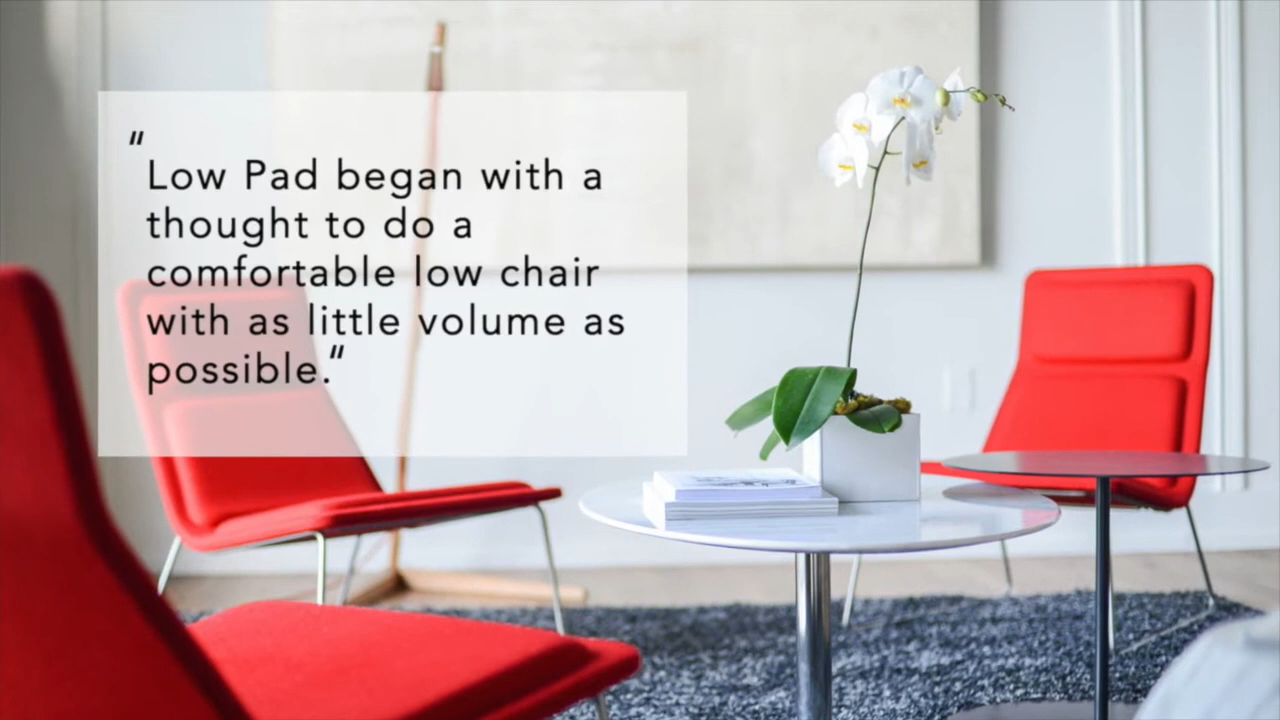 "Low Pad began with a
thought to do a
comfortable low chair
with as little volume as
possible."